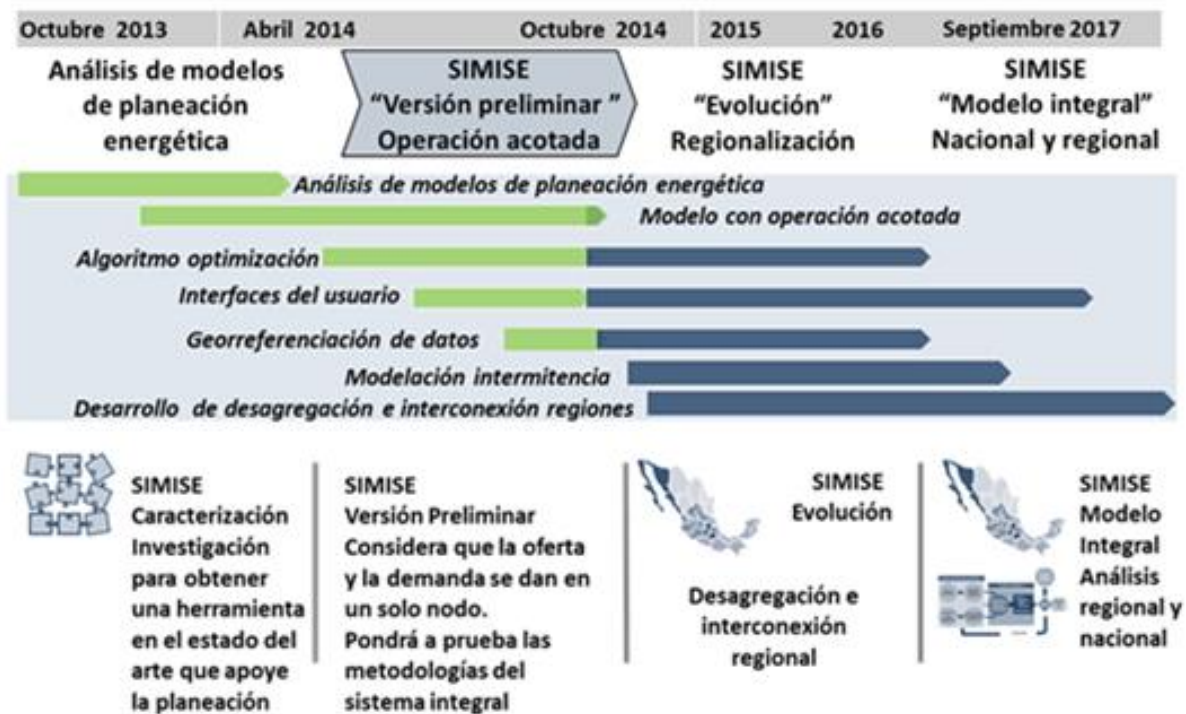 Octubre 2013 Abril 2014 Octubre 2014 2015 2016 Septiembre 2017
Análisis de modelos
de planeación
energética
SIMISE
“Versión preliminar ”
Operación acotada
SIMISE
“Evolución”
Regionalización
SIMISE
“Modelo integral”
Nacional y regional
Análisis de modelos de planeación energética
Modelo con operación acotada
Algoritmo optimización
Interfaces del usuario
Georreferenciación de datos
Modelación intermitencia
Desarrollo de desagregación e interconexión regiones
SIMISE
Caracterización
Investigación
para obtener
una herramienta
en el estado del
arte que apoye
la planeación
SIMISE
Versión Preliminar
Considera que la oferta
y la demanda se dan en
un solo nodo.
Pondrá a prueba las
metodologías del
sistema integral
SIMISE
Evolución
Desagregación e
interconexión
regional
SIMISE
Modelo
Integral
Análisis
regional y
nacional